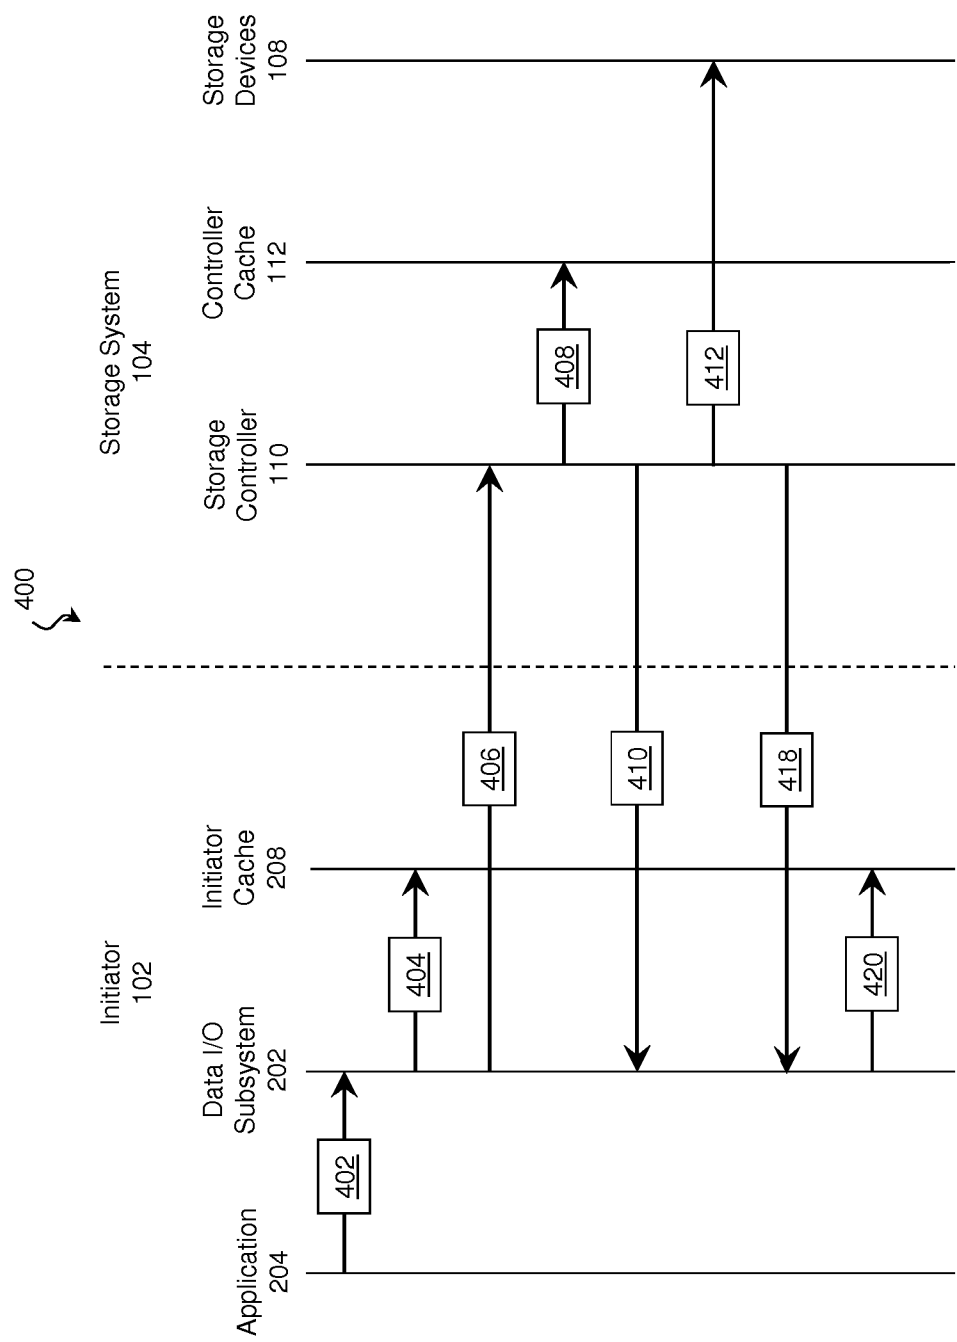 400
Initiator
102
Storage System
104
Application
204
Data I/O
Subsystem
202
Initiator
Cache
208
Storage
Controller
110
Controller
Cache
112
Storage
Devices
108
402
404
406
408
410
412
418
420